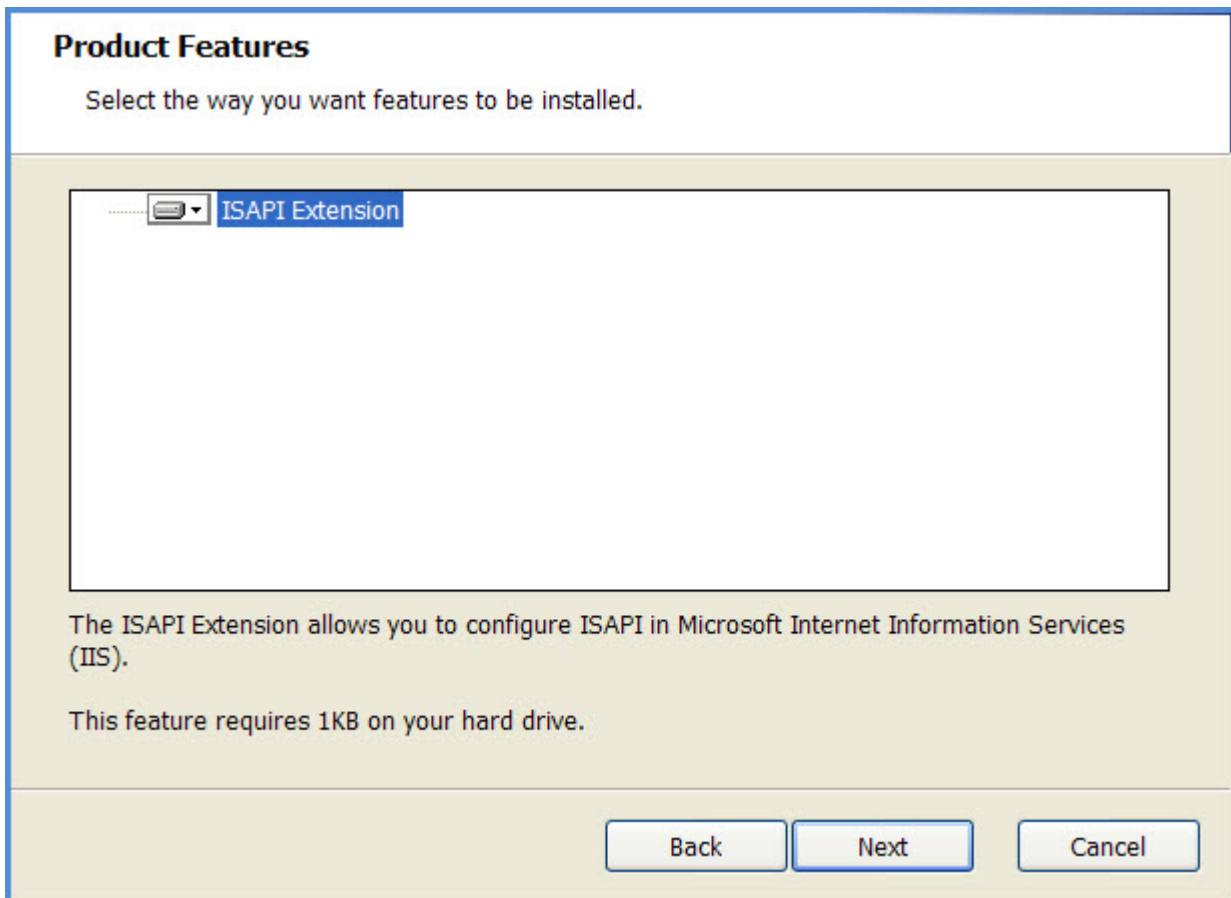 Product Features
Select the way you want features to be installed.
ISAPI Extension
The ISAPI Extension allows you to configure ISAPI in Microsoft Internet Information Services
(IIS).
This feature requires 1KB on your hard drive.
Back Next Cancel